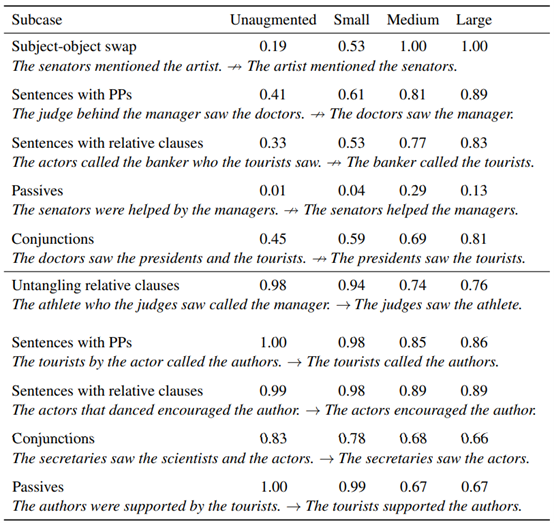 Subcase Unaugmented Small Medium Large
Subject-object swap 0.19 0.53 1.00 1.00
The senators mentioned the artist. ↛ The artist mentioned the senators.
Sentences with PPs 0.41 0.61 0.81 0.89
The judge behind the manager saw the doctors. ↛ The doctors saw the manager.
Sentences with relative clauses 0.33 0.53 0.77 0.83
The actors called the banker who the tourists saw. ↛ The banker called the tourists.
Passives 0.01 0.04 0.29 0.13
The senators were helped by the managers. ↛ The senators helped the managers.
Conjunctions 0.45 0.59 0.69 0.81
The doctors saw the presidents and the tourists. ↛ The presidents saw the tourists.
Untangling relative clauses 0.98 0.94 0.74 0.76
The athlete who the judges saw called the manager. → The judges saw the athlete.
Sentences with PPs 1.00 0.98 0.85 0.86
The tourists by the actor called the authors. → The tourists called the authors.
Sentences with relative clauses 0.99 0.98 0.89 0.89
The actors that danced encouraged the author. → The actors encouraged the author.
Conjunctions 0.83 0.78 0.68 0.66
The secretaries saw the scientists and the actors. → The secretaries saw the actors.
Passives 1.00 0.99 0.67 0.67
The authors were supported by the tourists. → The tourists supported the authors.